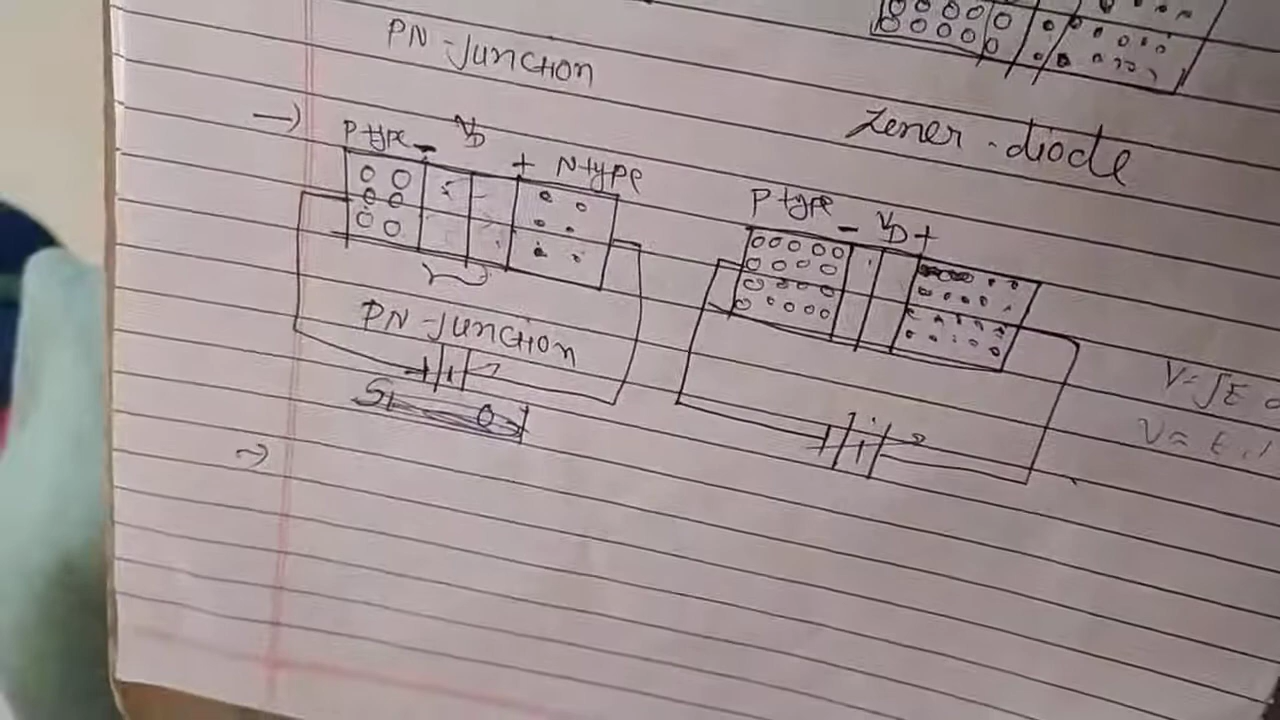 PN-Junction
Zener-diode
P type - VD + N type
P type - VD +
PN-Junction
V = ∫E